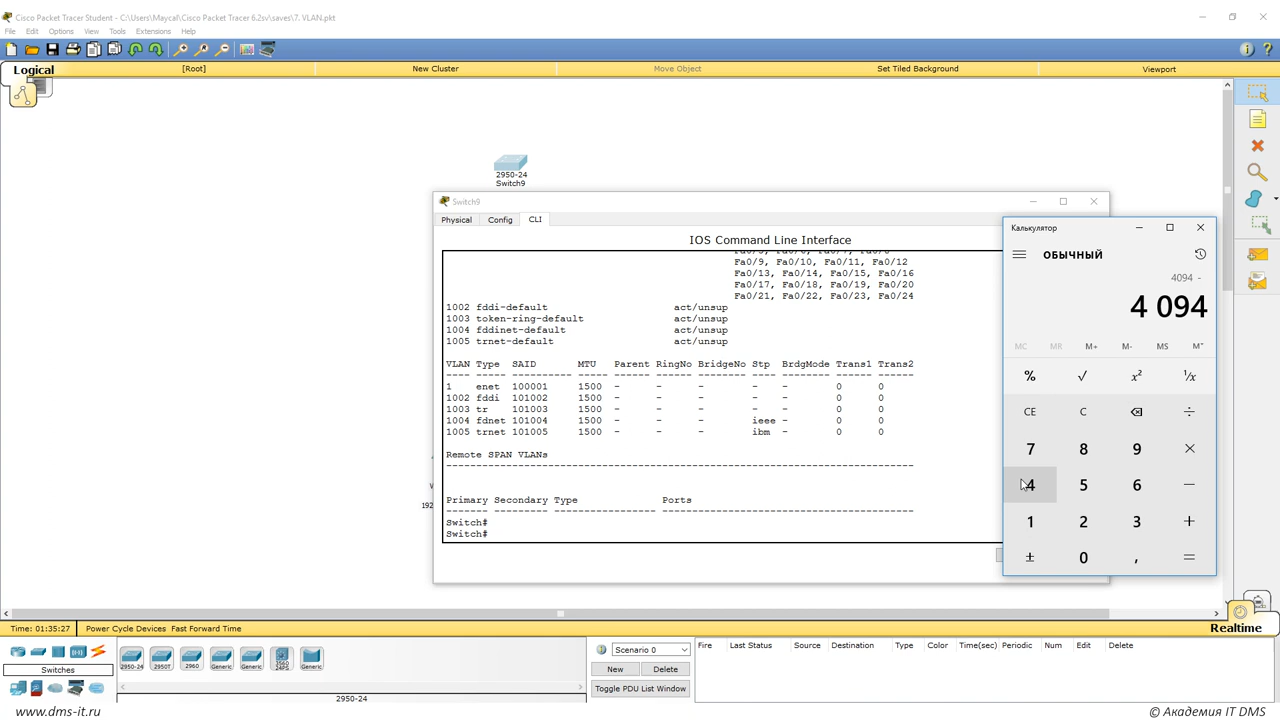 Cisco Packet Tracer Student - C:\Users\Maycal\Cisco Packet Tracer 6.2sv\saves\7. VLAN.pkt
File Edit Options View Tools Extensions Help
Logical [Root] New Cluster Move Object Set Tiled Background Viewport
2950-24
Switch9
Switch9
Physical Config CLI
IOS Command Line Interface
Fa0/9, Fa0/10, Fa0/11, Fa0/12
Fa0/13, Fa0/14, Fa0/15, Fa0/16
Fa0/17, Fa0/18, Fa0/19, Fa0/20
Fa0/21, Fa0/22, Fa0/23, Fa0/24
1002 fddi-default act/unsup
1003 token-ring-default act/unsup
1004 fddinet-default act/unsup
1005 trnet-default act/unsup
VLAN Type SAID MTU Parent RingNo BridgeNo Stp BrdgMode Trans1 Trans2
---- ----- ---------- ----- ------ ------ -------- ---- -------- ------ ------
1 enet 100001 1500 - - - - - 0 0
1002 fddi 101002 1500 - - - - - 0 0
1003 tr 101003 1500 - - - - - 0 0
1004 fdnet 101004 1500 - - - ieee - 0 0
1005 trnet 101005 1500 - - - ibm - 0 0
Remote SPAN VLANs
------------------------------------------------------------------------------
Primary Secondary Type Ports
------- --------- ----------------- ------------------------------------------
Switch#
Switch#
192
Калькулятор
ОБЫЧНЫЙ
4094 -
4 094
MC MR M+ M- MS M˅
% √ x² ¹/x
CE C ÷
7 8 9 ×
4 5 6 −
1 2 3 +
± 0 , =
Time: 01:35:27 Power Cycle Devices Fast Forward Time
Realtime
Switches
2950-24 2950T 2960 Generic Generic Generic
2950-24
Scenario 0
New Delete
Toggle PDU List Window
Fire Last Status Source Destination Type Color Time(sec) Periodic Num Edit Delete
www.dms-it.ru
© Академия IT DMS